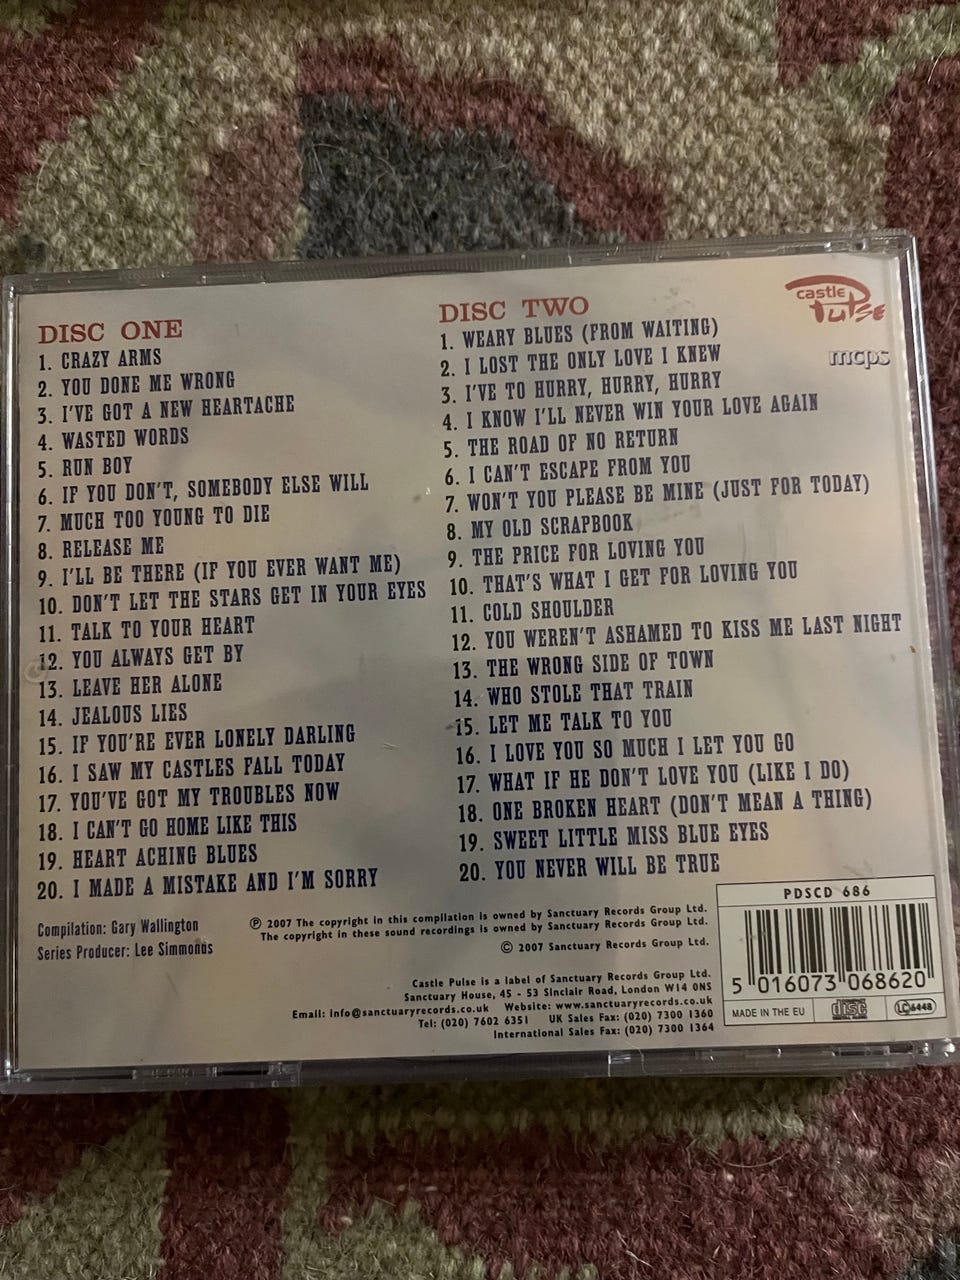 DISC ONE
1. CRAZY ARMS
2. YOU DONE ME WRONG
3. I'VE GOT A NEW HEARTACHE
4. WASTED WORDS
5. RUN BOY
6. IF YOU DON'T, SOMEBODY ELSE WILL
7. MUCH TOO YOUNG TO DIE
8. RELEASE ME
9. I'LL BE THERE (IF YOU EVER WANT ME)
10. DON'T LET THE STARS GET IN YOUR EYES
11. TALK TO YOUR HEART
12. YOU ALWAYS GET BY
13. LEAVE HER ALONE
14. JEALOUS LIES
15. IF YOU'RE EVER LONELY DARLING
16. I SAW MY CASTLES FALL TODAY
17. YOU'VE GOT MY TROUBLES NOW
18. I CAN'T GO HOME LIKE THIS
19. HEART ACHING BLUES
20. I MADE A MISTAKE AND I'M SORRY
DISC TWO
1. WEARY BLUES (FROM WAITING)
2. I LOST THE ONLY LOVE I KNEW
3. I'VE TO HURRY, HURRY, HURRY
4. I KNOW I'LL NEVER WIN YOUR LOVE AGAIN
5. THE ROAD OF NO RETURN
6. I CAN'T ESCAPE FROM YOU
7. WON'T YOU PLEASE BE MINE (JUST FOR TODAY)
8. MY OLD SCRAPBOOK
9. THE PRICE FOR LOVING YOU
10. THAT'S WHAT I GET FOR LOVING YOU
11. COLD SHOULDER
12. YOU WEREN'T ASHAMED TO KISS ME LAST NIGHT
13. THE WRONG SIDE OF TOWN
14. WHO STOLE THAT TRAIN
15. LET ME TALK TO YOU
16. I LOVE YOU SO MUCH I LET YOU GO
17. WHAT IF HE DON'T LOVE YOU (LIKE I DO)
18. ONE BROKEN HEART (DON'T MEAN A THING)
19. SWEET LITTLE MISS BLUE EYES
20. YOU NEVER WILL BE TRUE
castle
Pulse
mcps
Compilation: Gary Wallington
Series Producer: Lee Simmonds
℗ 2007 The copyright in this compilation is owned by Sanctuary Records Group Ltd.
The copyright in these sound recordings is owned by Sanctuary Records Group Ltd.
© 2007 Sanctuary Records Group Ltd.
Castle Pulse is a label of Sanctuary Records Group Ltd.
Sanctuary House, 45 - 53 Sinclair Road, London W14 0NS
Email: info@sanctuaryrecords.co.uk Website: www.sanctuaryrecords.co.uk
Tel: (020) 7602 6351 UK Sales Fax: (020) 7300 1360
International Sales Fax: (020) 7300 1364
PDSCD 686
5 016073 068620
MADE IN THE EU
disc
LC 6448